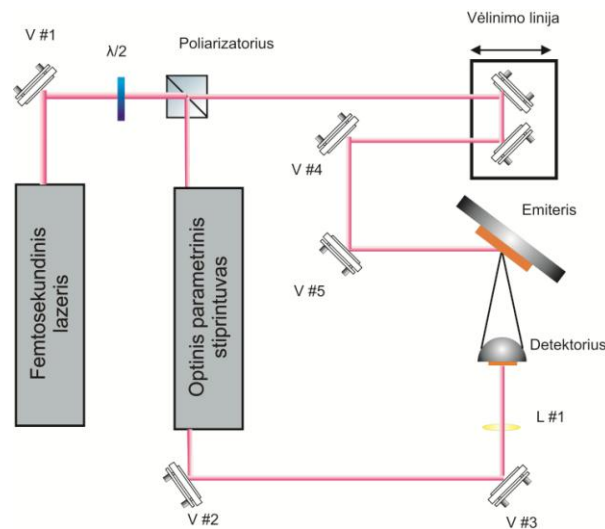 Vėlinimo linija
V #1
λ/2
Poliarizatorius
V #4
Emiteris
V #5
Femtosekundinis
lazeris
Optinis parametrinis
stiprintuvas
Detektorius
L #1
V #2
V #3